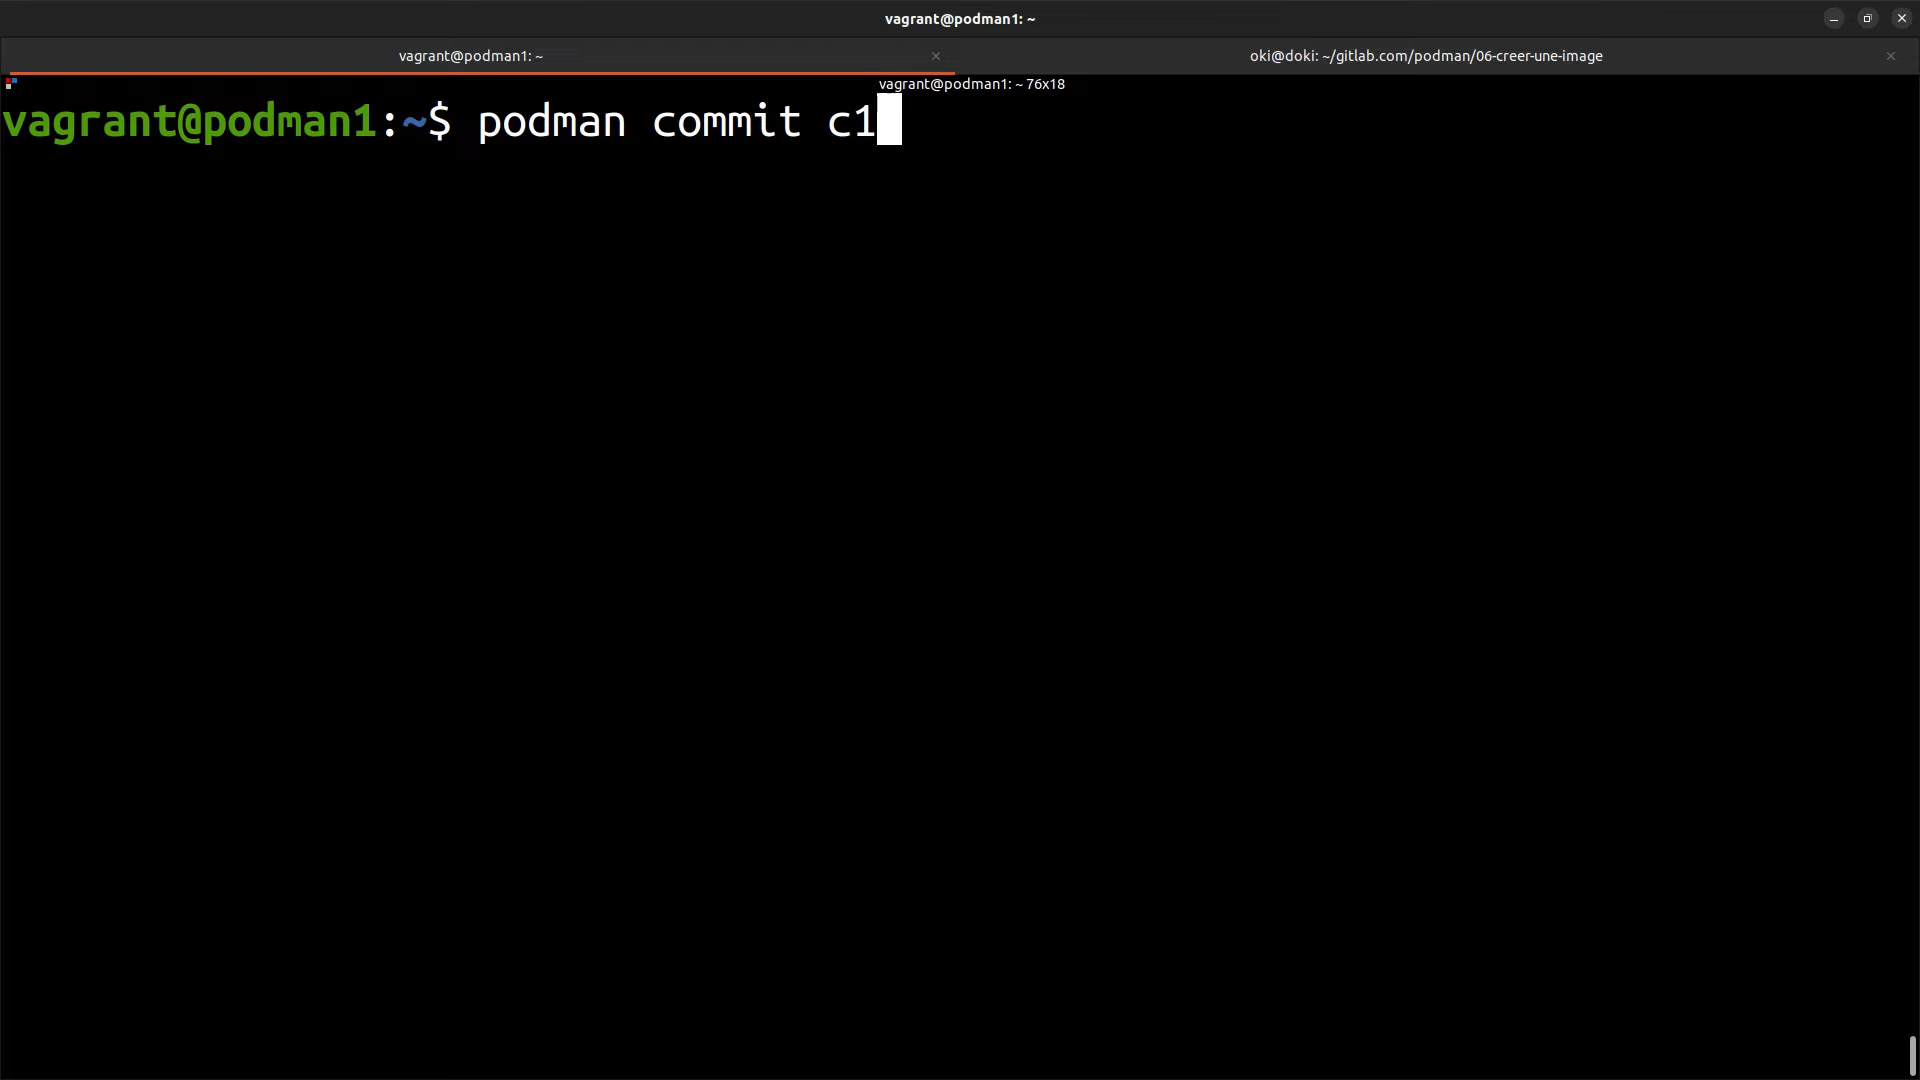 vagrant@podman1: ~
vagrant@podman1: ~
oki@doki: ~/gitlab.com/podman/06-creer-une-image
vagrant@podman1: ~ 76x18
vagrant@podman1:~$ podman commit c1